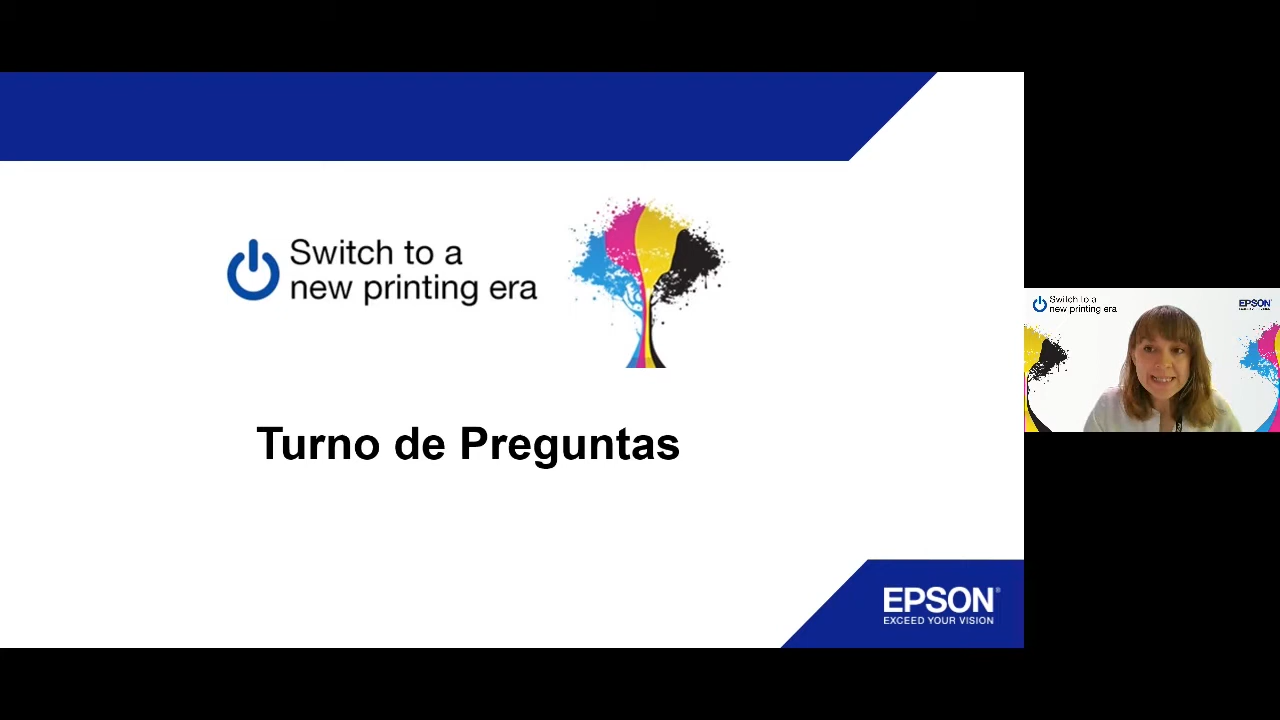 Switch to a
new printing era
Turno de Preguntas
EPSON®
EXCEED YOUR VISION
Switch to a
new printing era
EPSON